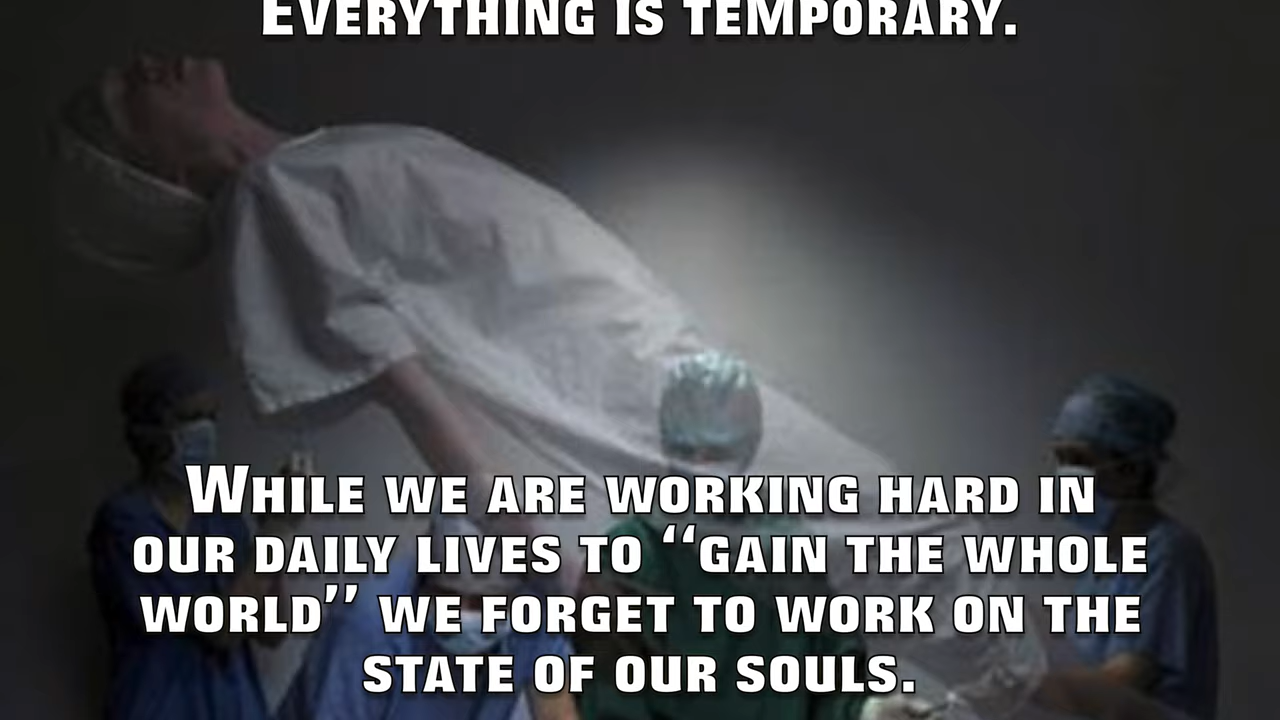 Everything is temporary.
While we are working hard in
our daily lives to “gain the whole
world” we forget to work on the
state of our souls.